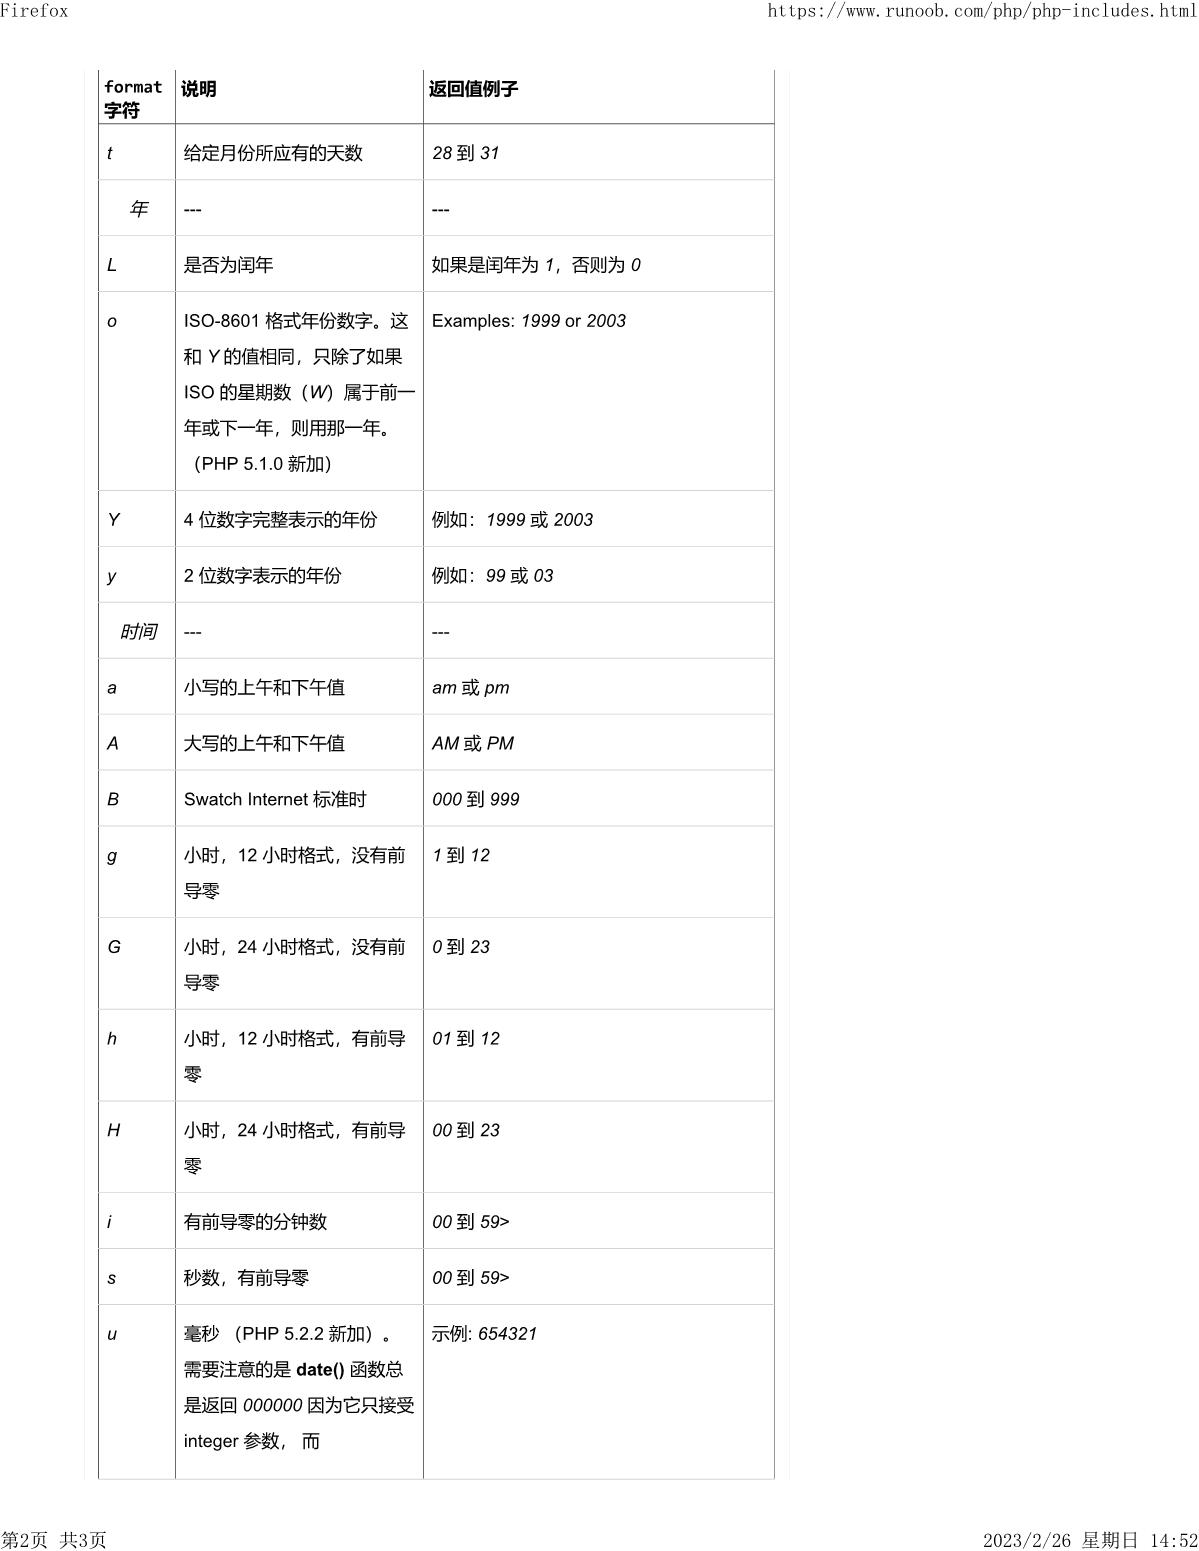 Firefox
https://www.runoob.com/php/php-includes.html
format 说明 返回值例子
字符
t 给定月份所应有的天数 28 到 31
年 --- ---
L 是否为闰年 如果是闰年为 1，否则为 0
o ISO-8601 格式年份数字。这 Examples: 1999 or 2003
和 Y 的值相同，只除了如果
ISO 的星期数（W）属于前一
年或下一年，则用那一年。
（PHP 5.1.0 新加）
Y 4 位数字完整表示的年份 例如：1999 或 2003
y 2 位数字表示的年份 例如：99 或 03
时间 --- ---
a 小写的上午和下午值 am 或 pm
A 大写的上午和下午值 AM 或 PM
B Swatch Internet 标准时 000 到 999
g 小时，12 小时格式，没有前 1 到 12
导零
G 小时，24 小时格式，没有前 0 到 23
导零
h 小时，12 小时格式，有前导 01 到 12
零
H 小时，24 小时格式，有前导 00 到 23
零
i 有前导零的分钟数 00 到 59>
s 秒数，有前导零 00 到 59>
u 毫秒 （PHP 5.2.2 新加）。 示例: 654321
需要注意的是 date() 函数总
是返回 000000 因为它只接受
integer 参数， 而
第2页 共3页
2023/2/26 星期日 14:52